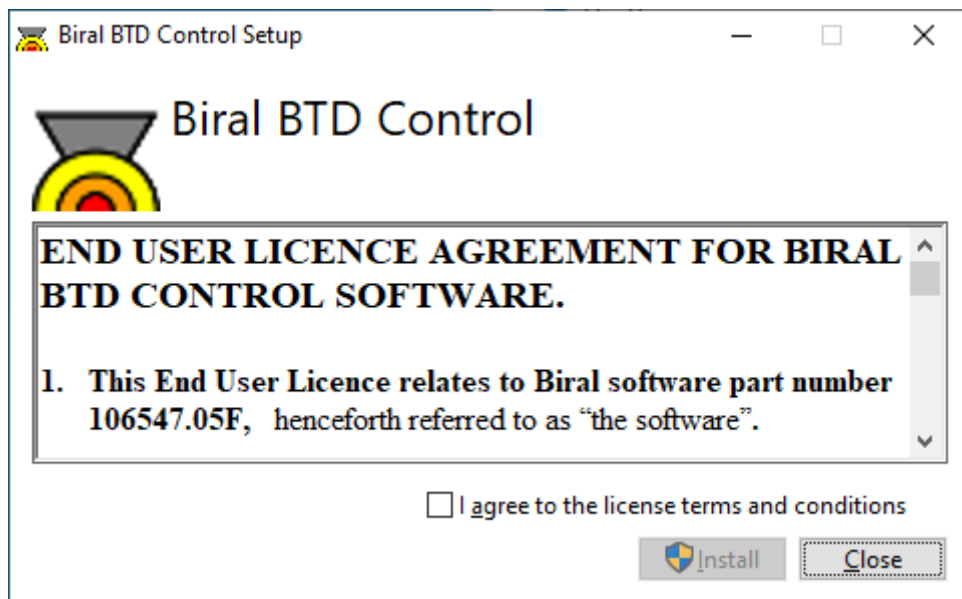 Biral BTD Control Setup
Biral BTD Control
END USER LICENCE AGREEMENT FOR BIRAL
BTD CONTROL SOFTWARE.
1. This End User Licence relates to Biral software part number
106547.05F, henceforth referred to as “the software”.
I agree to the license terms and conditions
Install
Close